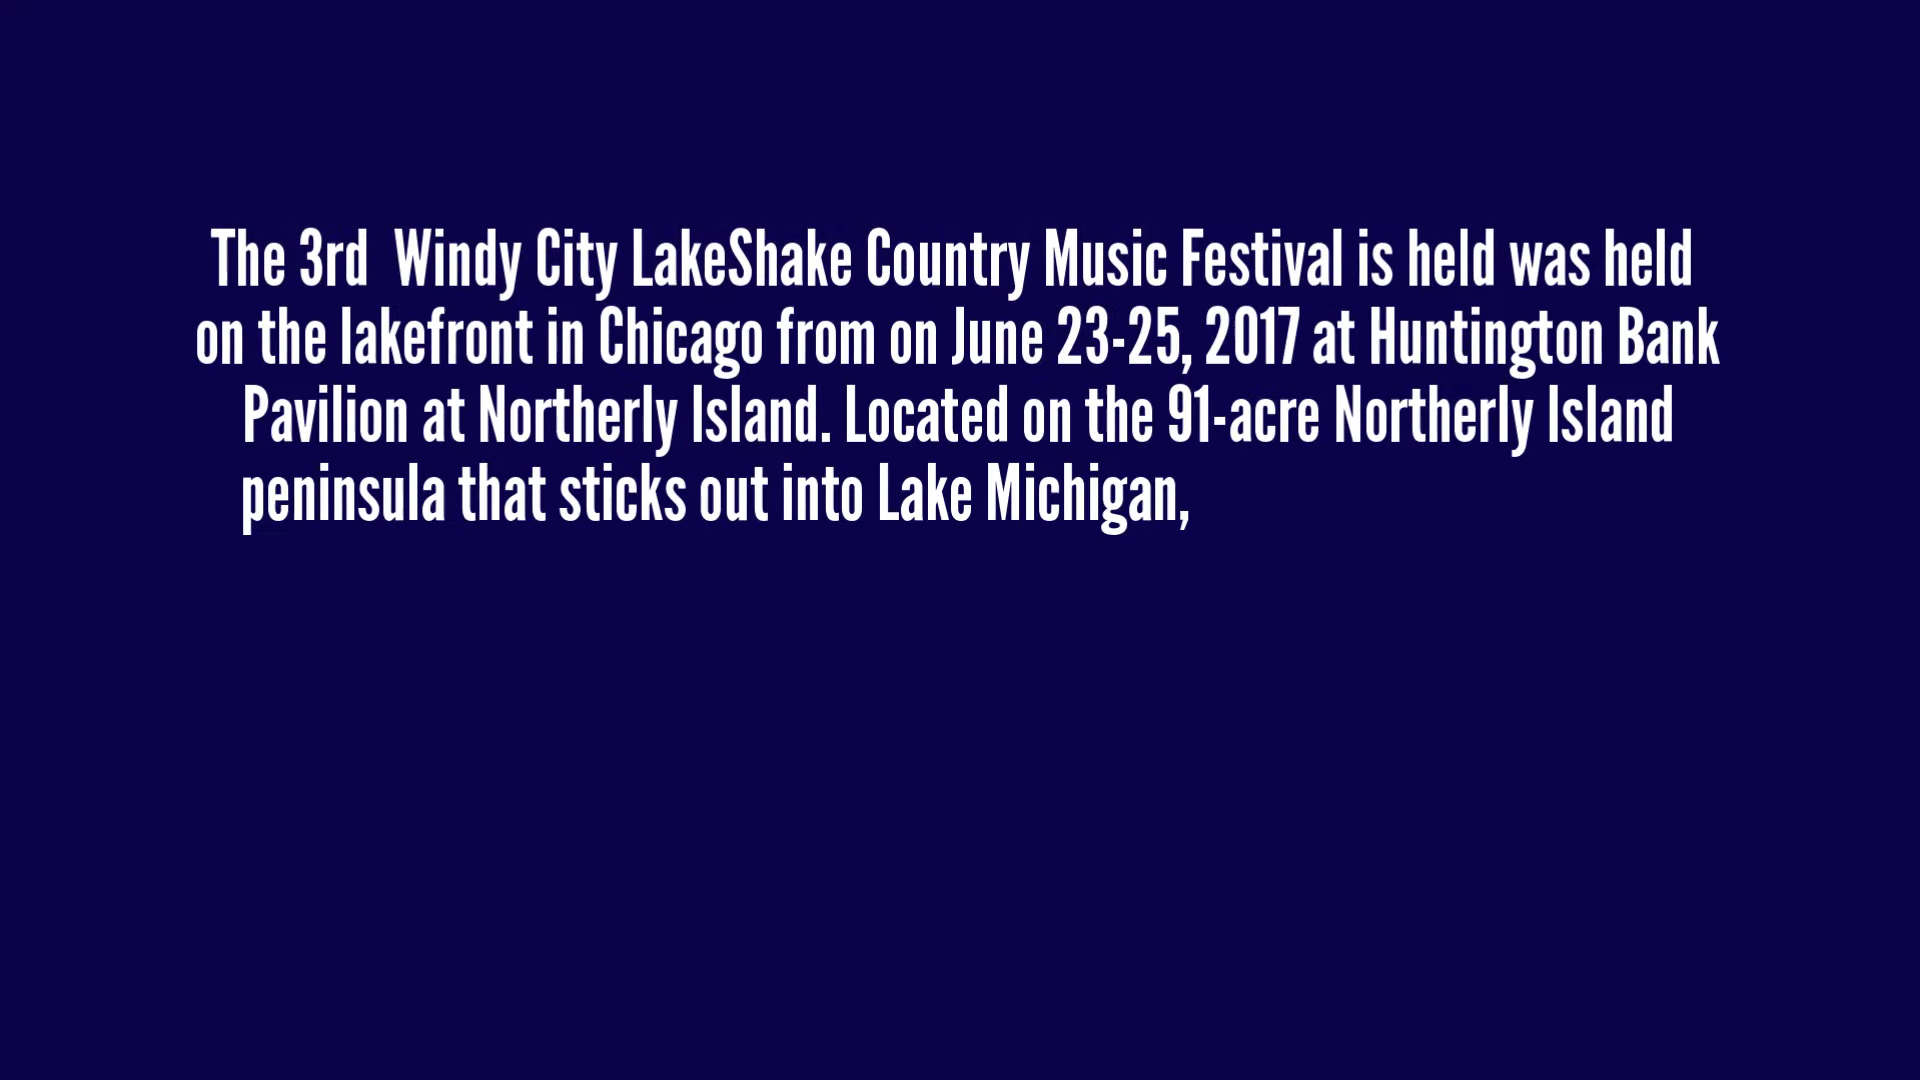 The 3rd  Windy City LakeShake Country Music Festival is held was held
on the lakefront in Chicago from on June 23-25, 2017 at Huntington Bank
Pavilion at Northerly Island. Located on the 91-acre Northerly Island
peninsula that sticks out into Lake Michigan,